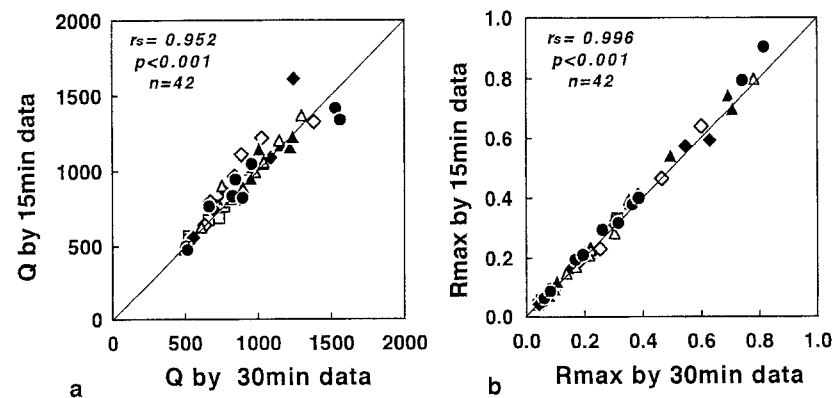 2000
rs= 0.952
p<0.001
n=42
1500
1000
500
0
0 500 1000 1500 2000
Q by 15min data
Q by 30min data
a
1.0
rs= 0.996
p<0.001
n=42
0.8
0.6
0.4
0.2
0.0
0.0 0.2 0.4 0.6 0.8 1.0
Rmax by 15min data
Rmax by 30min data
b